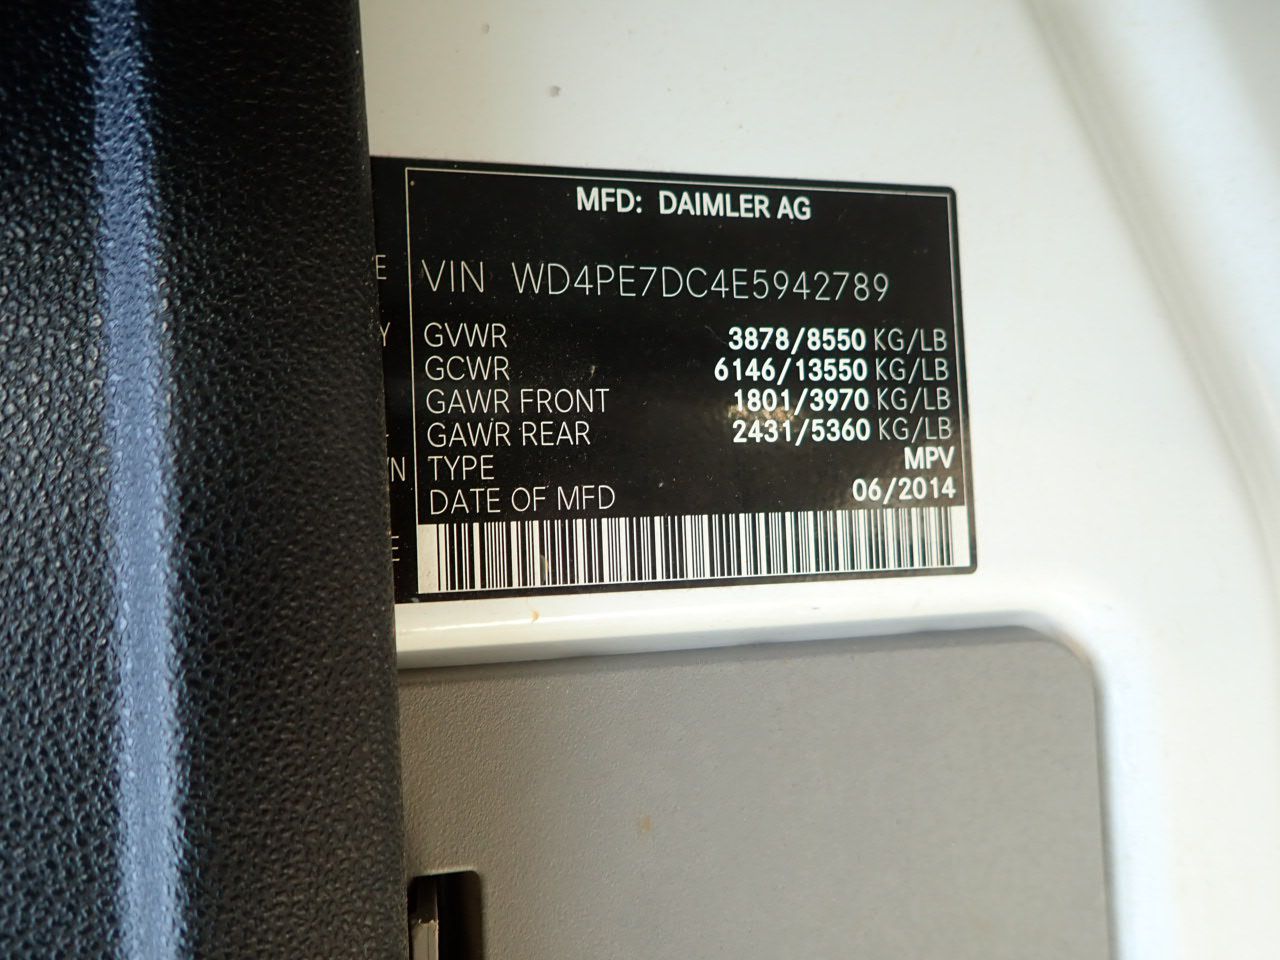 MFD: DAIMLER AG
VIN WD4PE7DC4E5942789
GVWR 3878/8550 KG/LB
GCWR 6146/13550 KG/LB
GAWR FRONT 1801/3970 KG/LB
GAWR REAR 2431/5360 KG/LB
TYPE MPV
DATE OF MFD 06/2014